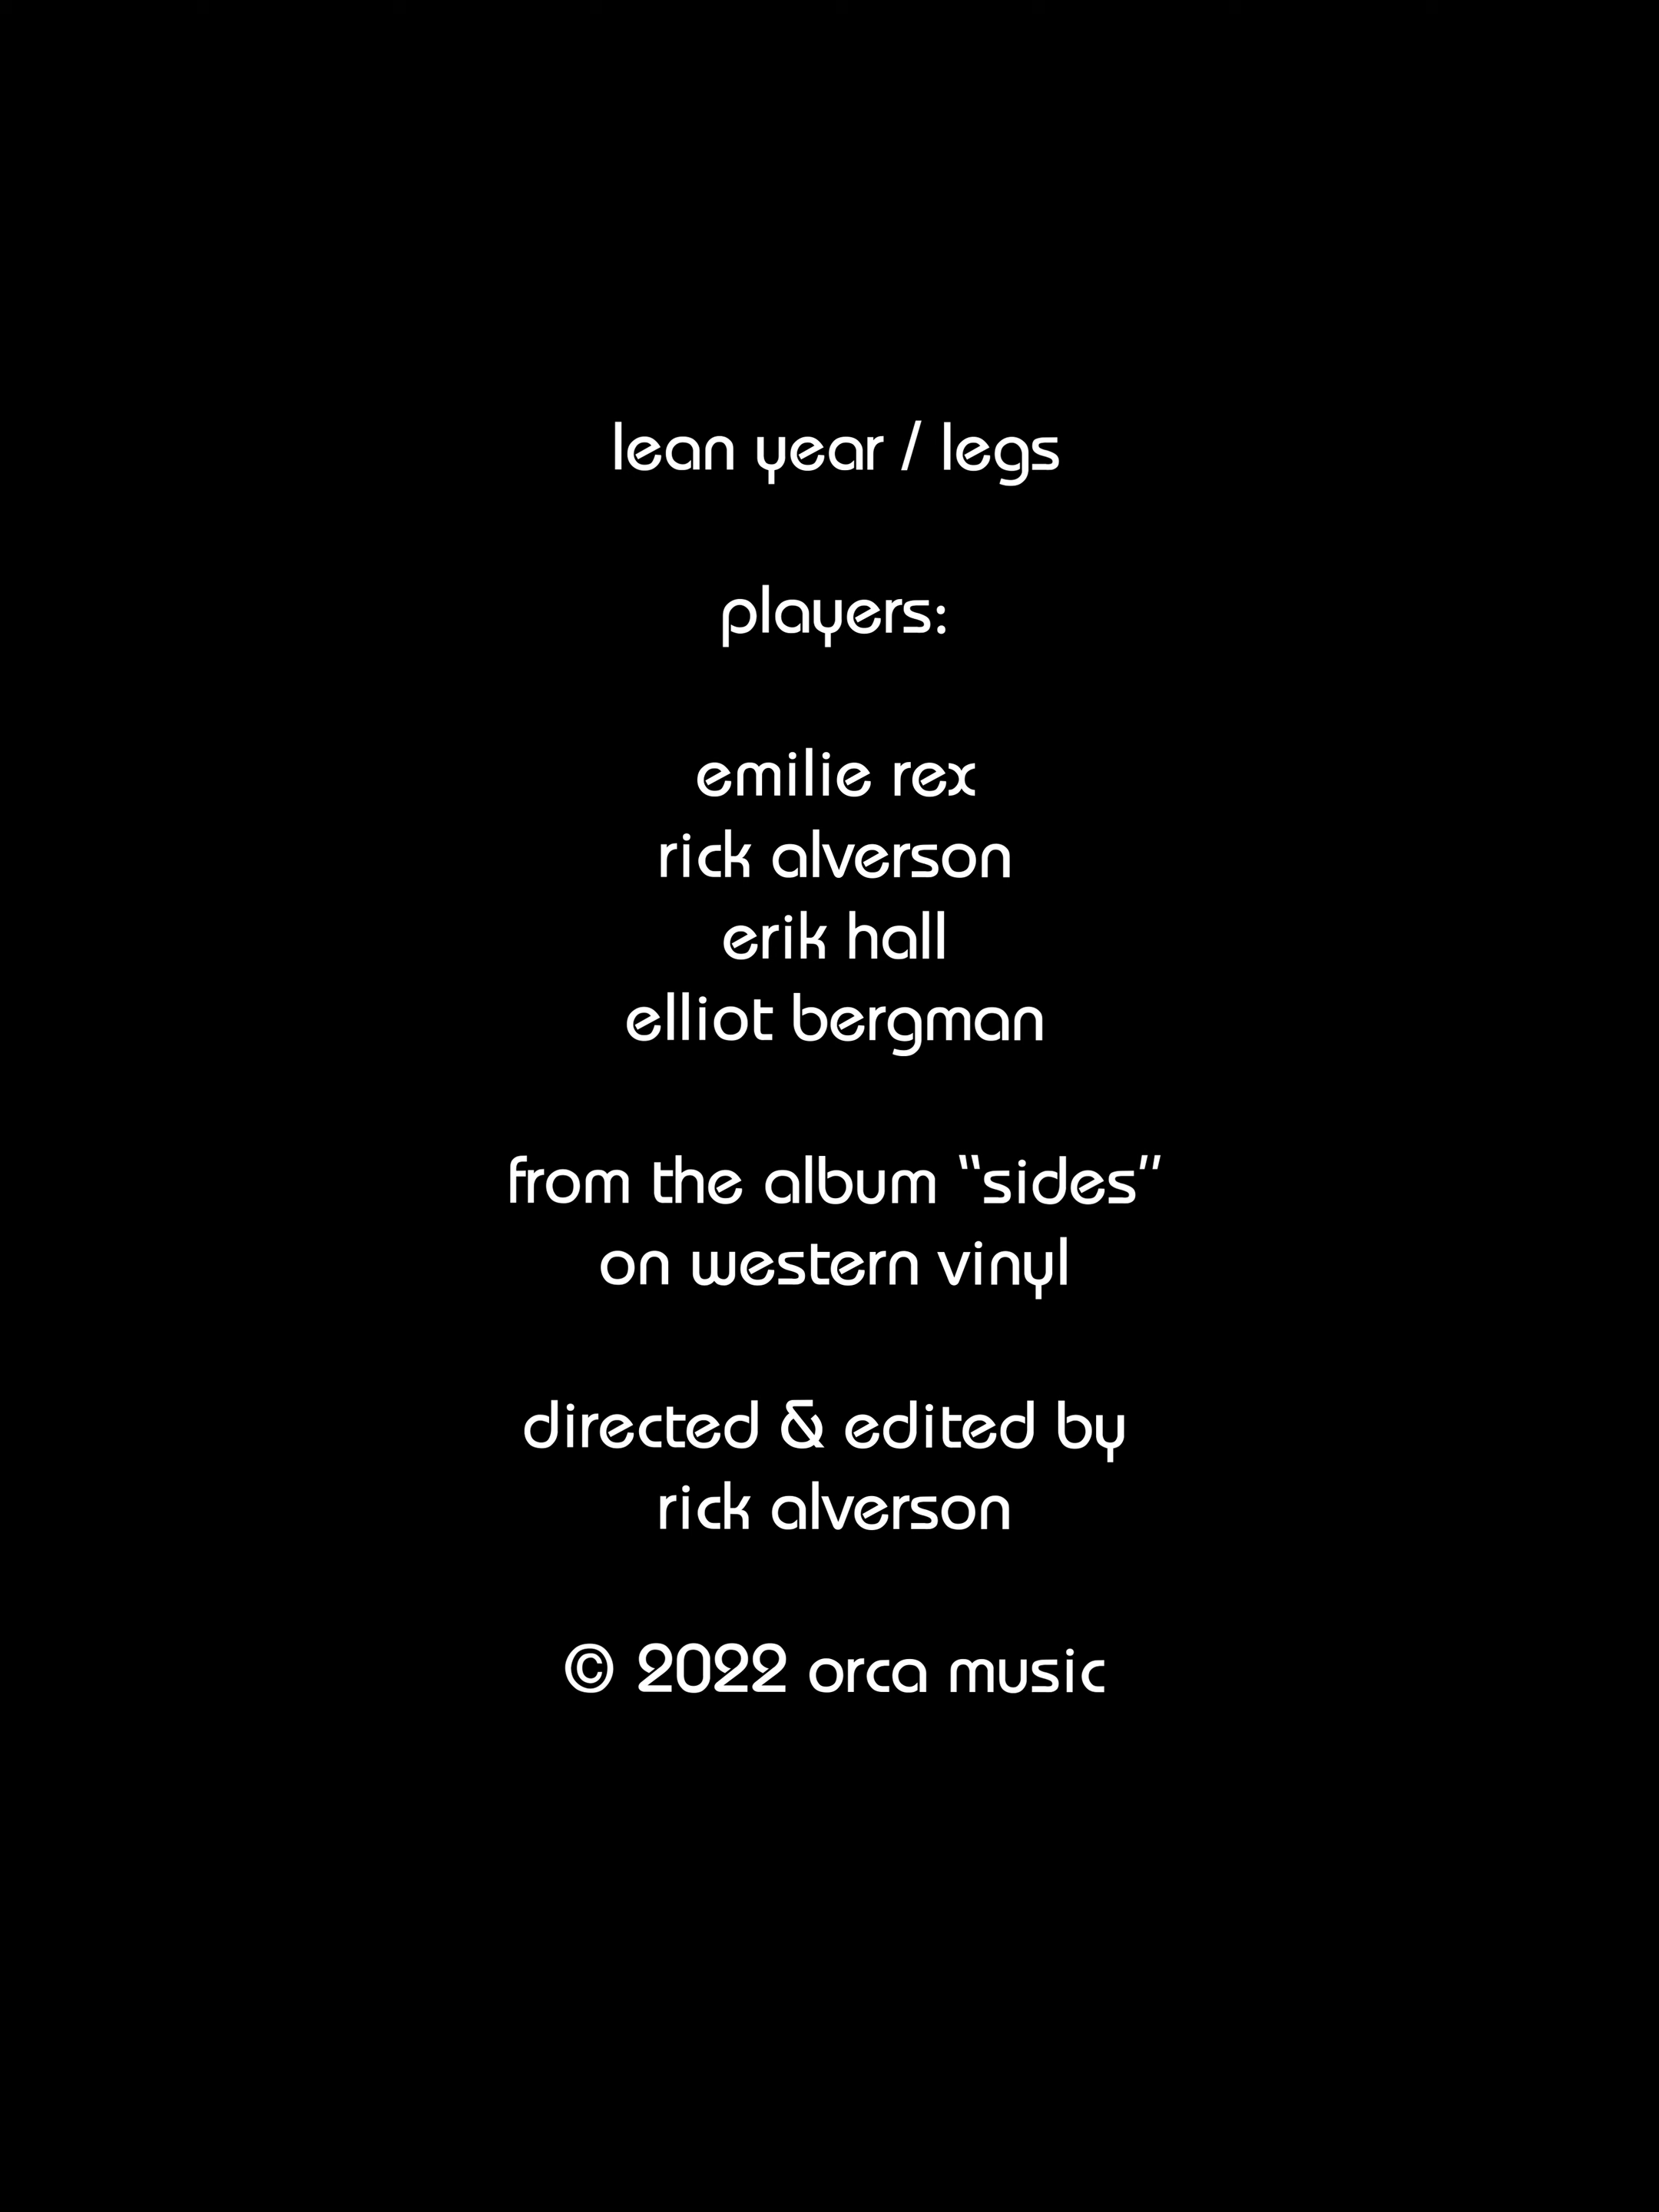 lean year / legs
players:
emilie rex
rick alverson
erik hall
elliot bergman
from the album “sides”
on western vinyl
directed & edited by
rick alverson
© 2022 orca music